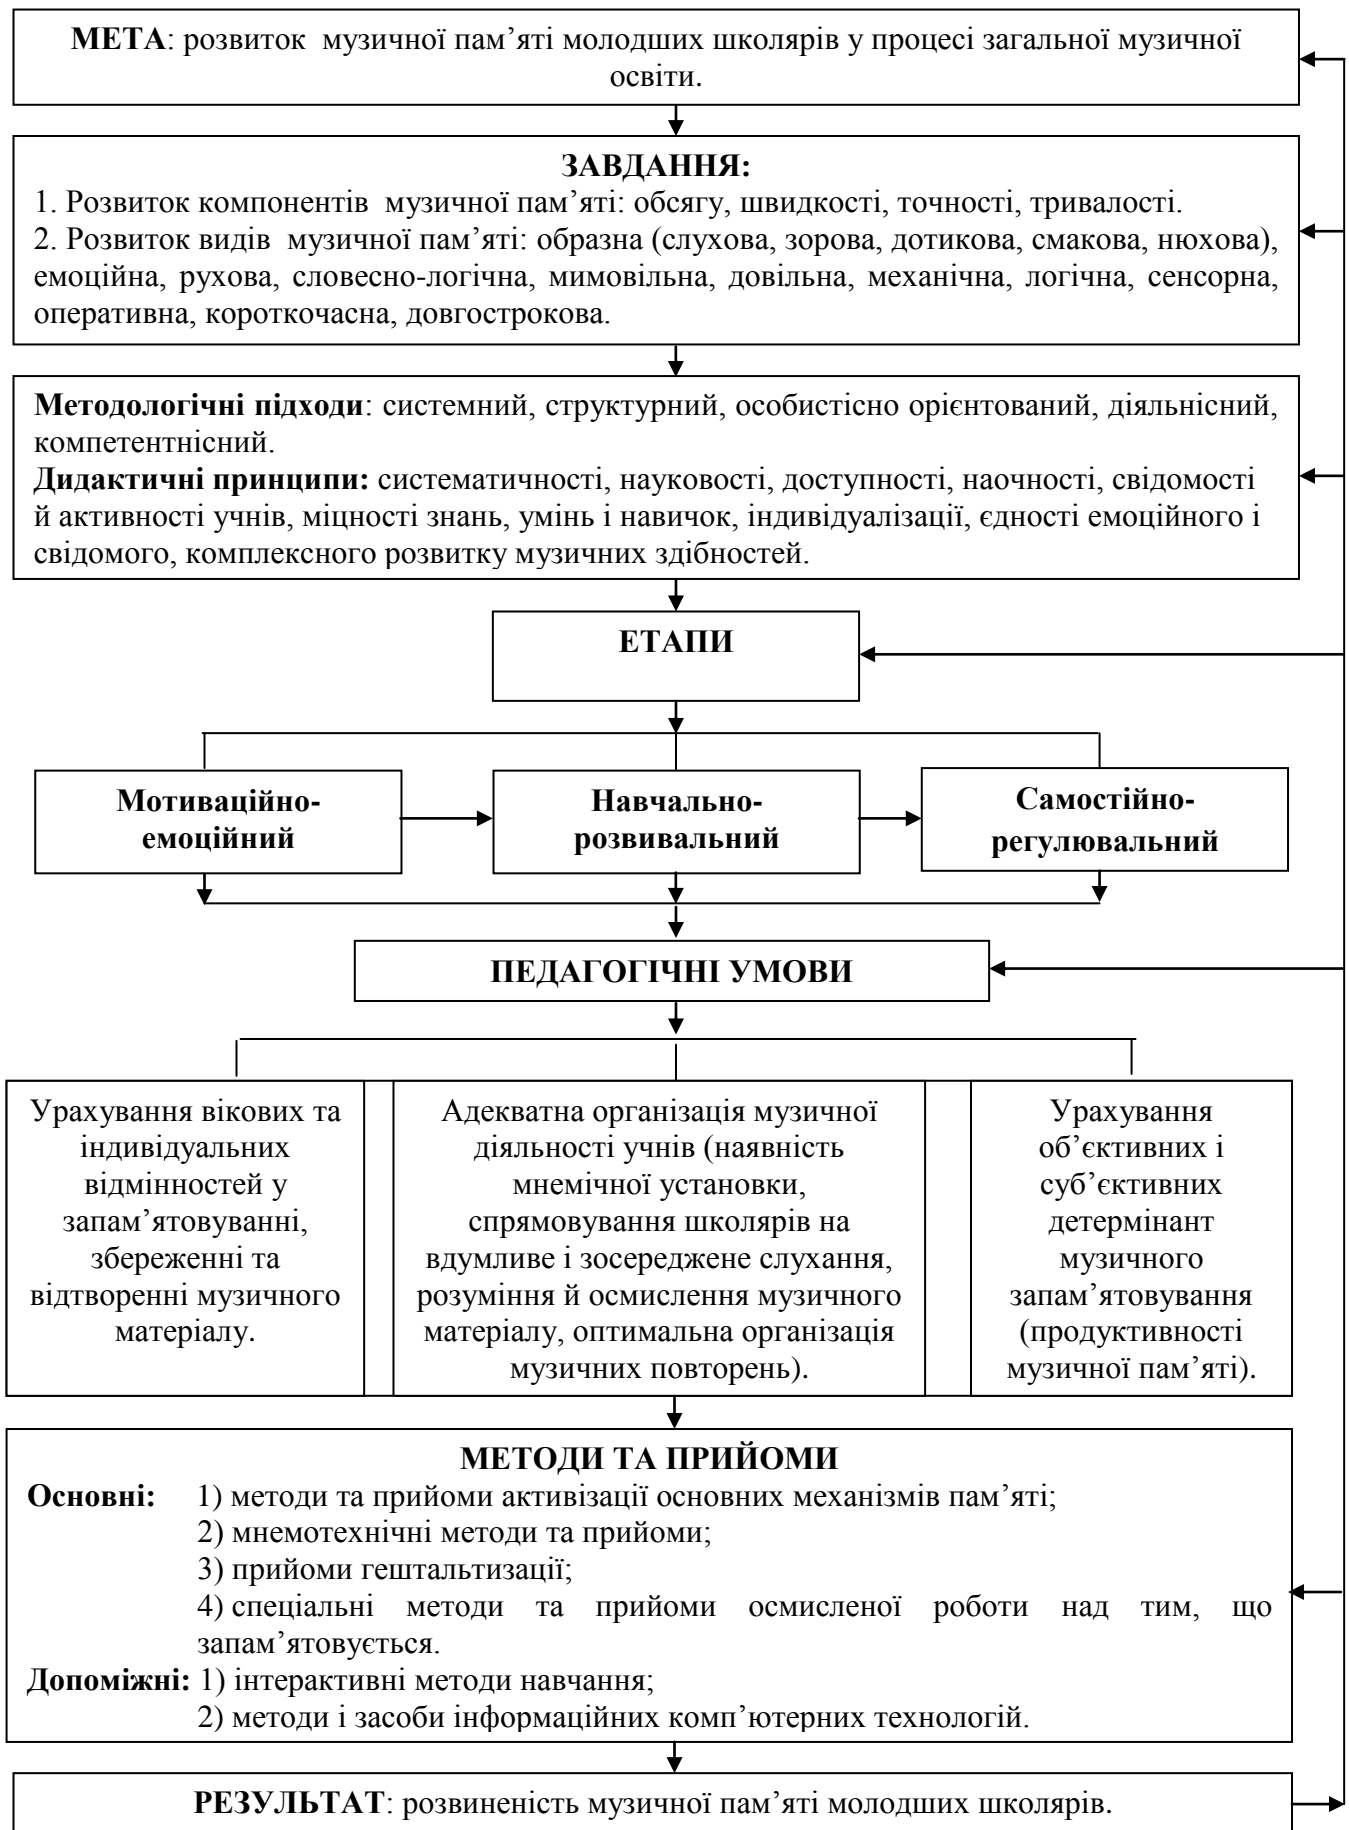 МЕТА: розвиток музичної пам’яті молодших школярів у процесі загальної музичної
освіти.
ЗАВДАННЯ:
1. Розвиток компонентів музичної пам’яті: обсягу, швидкості, точності, тривалості.
2. Розвиток видів музичної пам’яті: образна (слухова, зорова, дотикова, смакова, нюхова),
емоційна, рухова, словесно-логічна, мимовільна, довільна, механічна, логічна, сенсорна,
оперативна, короткочасна, довгострокова.
Методологічні підходи: системний, структурний, особистісно орієнтований, діяльнісний,
компетентнісний.
Дидактичні принципи: систематичності, науковості, доступності, наочності, свідомості
й активності учнів, міцності знань, умінь і навичок, індивідуалізації, єдності емоційного і
свідомого, комплексного розвитку музичних здібностей.
ЕТАПИ
Мотиваційно-
емоційний
Навчально-
розвивальний
Самостійно-
регулювальний
ПЕДАГОГІЧНІ УМОВИ
Урахування вікових та
індивідуальних
відмінностей у
запам’ятовуванні,
збереженні та
відтворенні музичного
матеріалу.
Адекватна організація музичної
діяльності учнів (наявність
мнемічної установки,
спрямовування школярів на
вдумливе і зосереджене слухання,
розуміння й осмислення музичного
матеріалу, оптимальна організація
музичних повторень).
Урахування
об’єктивних і
суб’єктивних
детермінант
музичного
запам’ятовування
(продуктивності
музичної пам’яті).
МЕТОДИ ТА ПРИЙОМИ
Основні: 1) методи та прийоми активізації основних механізмів пам’яті;
2) мнемотехнічні методи та прийоми;
3) прийоми гештальтизації;
4) спеціальні методи та прийоми осмисленої роботи над тим, що
запам’ятовується.
Допоміжні: 1) інтерактивні методи навчання;
2) методи і засоби інформаційних комп’ютерних технологій.
РЕЗУЛЬТАТ: розвиненість музичної пам’яті молодших школярів.